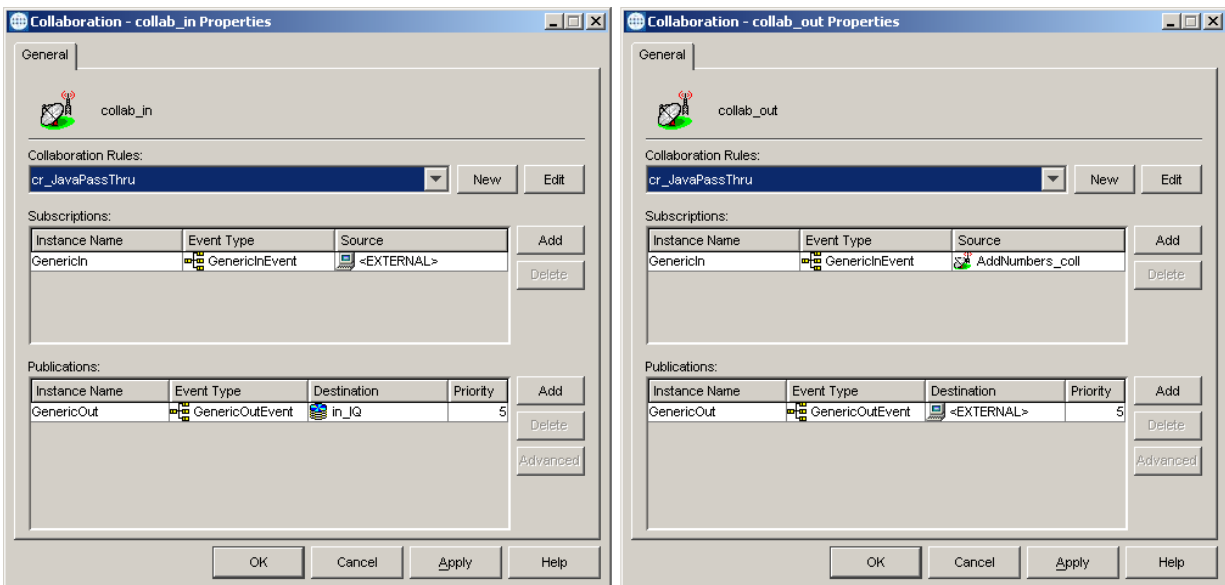 Collaboration - collab_in Properties
General
collab_in
Collaboration Rules:
cr_JavaPassThru New Edit
Subscriptions:
Instance Name Event Type Source Add
GenericIn GenericInEvent <EXTERNAL>
Delete
Publications:
Instance Name Event Type Destination Priority Add
GenericOut GenericOutEvent in_IQ 5
Delete
Advanced
OK Cancel Apply Help
Collaboration - collab_out Properties
General
collab_out
Collaboration Rules:
cr_JavaPassThru New Edit
Subscriptions:
Instance Name Event Type Source Add
GenericIn GenericInEvent AddNumbers_coll
Delete
Publications:
Instance Name Event Type Destination Priority Add
GenericOut GenericOutEvent <EXTERNAL> 5
Delete
Advanced
OK Cancel Apply Help